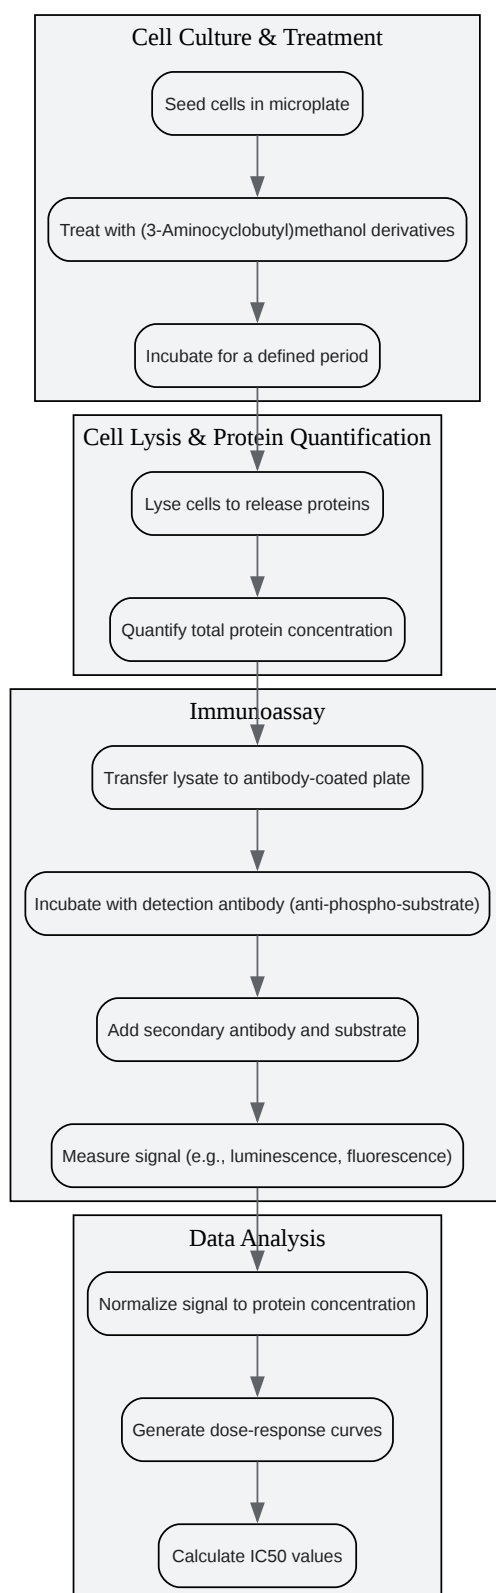 Cell Culture & Treatment
Seed cells in microplate
Treat with (3-Aminocyclobutyl)methanol derivatives
Incubate for a defined period
Cell Lysis & Protein Quantification
Lyse cells to release proteins
Quantify total protein concentration
Immunoassay
Transfer lysate to antibody-coated plate
Incubate with detection antibody (anti-phospho-substrate)
Add secondary antibody and substrate
Measure signal (e.g., luminescence, fluorescence)
Data Analysis
Normalize signal to protein concentration
Generate dose-response curves
Calculate IC50 values